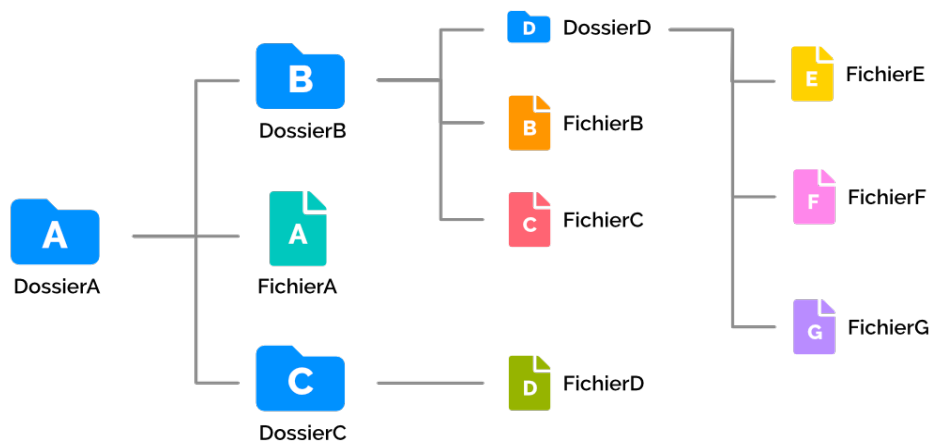 D
DossierD
E
FichierE
B
DossierB
B
FichierB
F
FichierF
A
DossierA
A
FichierA
C
FichierC
G
FichierG
C
DossierC
D
FichierD